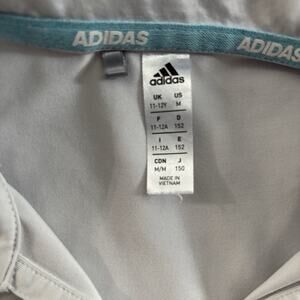 ADIDAS ADIDAS
adidas
UK US
11-12Y M
F D
11-12A 152
I E
11-12A 152
CDN J
M/M 150
MADE IN
VIETNAM